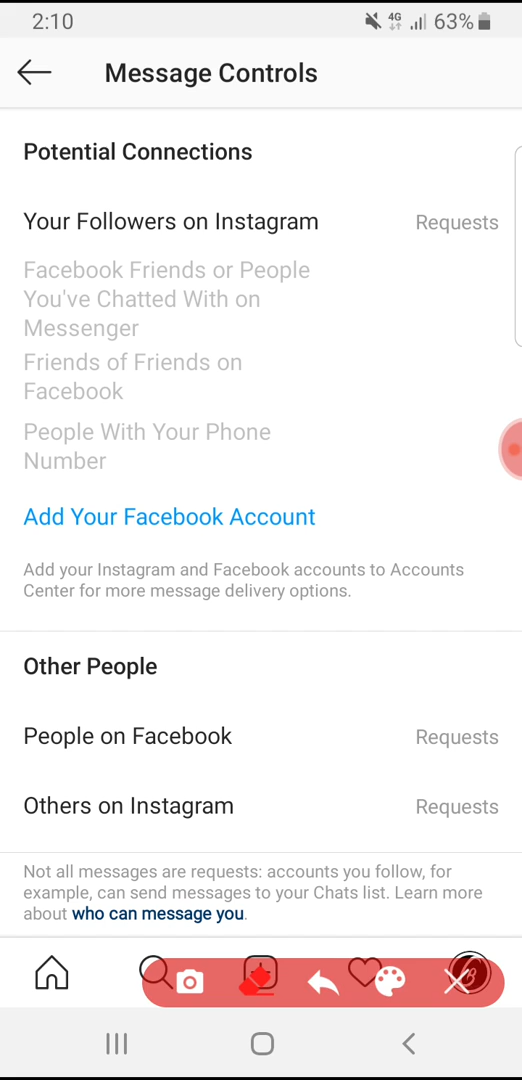 2:10
4G
63%
Message Controls
Potential Connections
Your Followers on Instagram
Requests
Facebook Friends or People
You've Chatted With on
Messenger
Friends of Friends on
Facebook
People With Your Phone
Number
Add Your Facebook Account
Add your Instagram and Facebook accounts to Accounts
Center for more message delivery options.
Other People
People on Facebook
Requests
Others on Instagram
Requests
Not all messages are requests: accounts you follow, for
example, can send messages to your Chats list. Learn more
about who can message you.